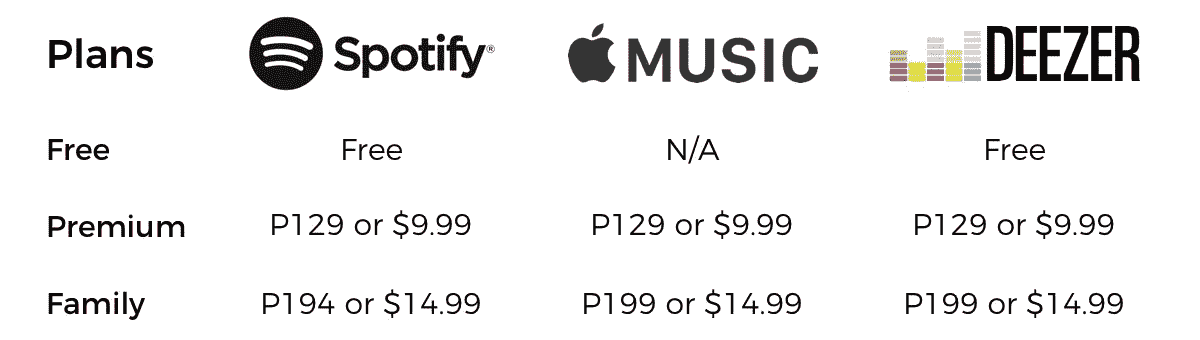 Plans Spotify® MUSIC DEEZER
Free Free N/A Free
Premium P129 or $9.99 P129 or $9.99 P129 or $9.99
Family P194 or $14.99 P199 or $14.99 P199 or $14.99